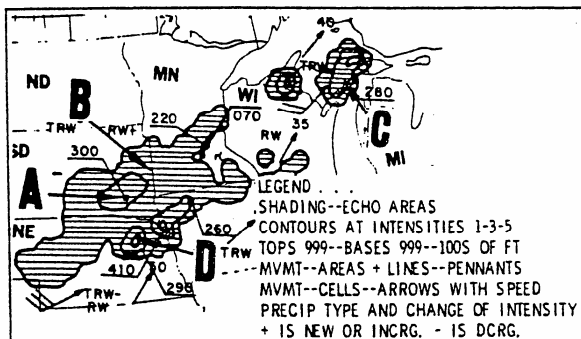 40
ND
MN
TRW
B
WI
280
220
070
TRW
RW+
35
RW
C
SD
300
MI
A
LEGEND . . .
SHADING--ECHO AREAS
CONTOURS AT INTENSITIES 1-3-5
NE
260
TOPS 999--BASES 999--100S OF FT
D
TRW
410
MVMT--AREAS + LINES--PENNANTS
290
MVMT--CELLS--ARROWS WITH SPEED
TRW-
RW-
PRECIP TYPE AND CHANGE OF INTENSITY
+ IS NEW OR INCRG. - IS DCRG.